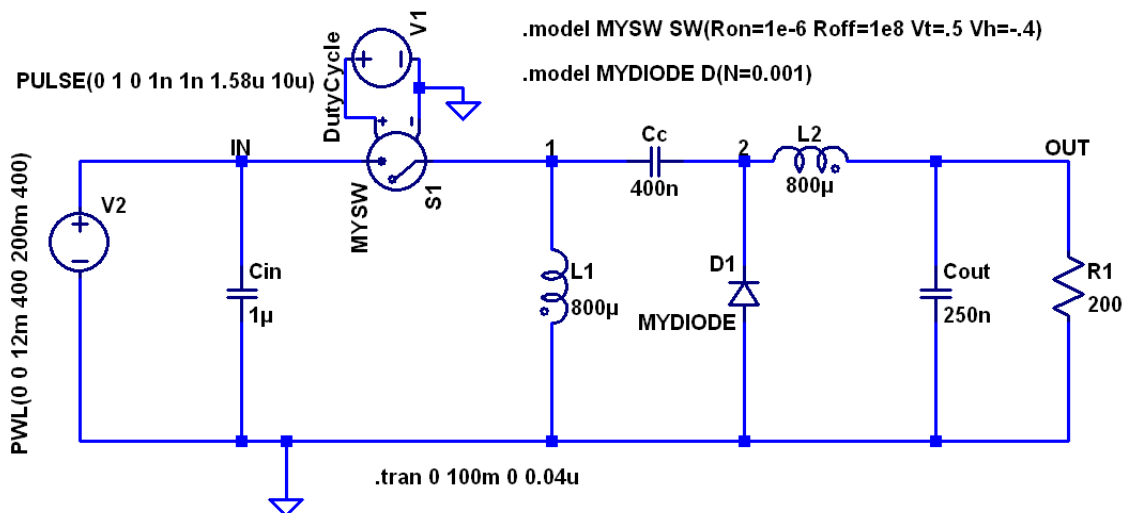 V1
.model MYSW SW(Ron=1e-6 Roff=1e8 Vt=.5 Vh=-.4)
+ -
DutyCycle
PULSE(0 1 0 1n 1n 1.58u 10u)
.model MYDIODE D(N=0.001)
+ -
IN
MYSW
S1
1
Cc
400n
2
L2
800µ
OUT
PWL(0 0 12m 400 200m 400)
V2
+
-
Cin
1µ
L1
800µ
D1
MYDIODE
Cout
250n
R1
200
.tran 0 100m 0 0.04u